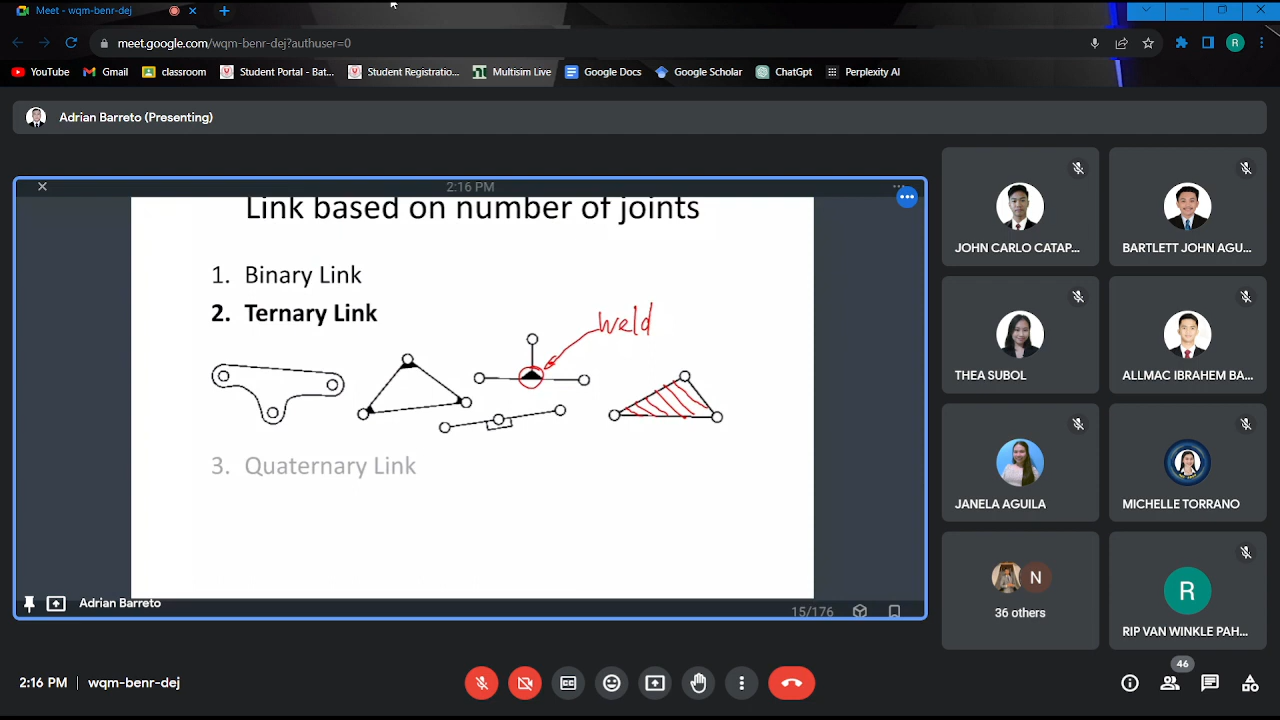 Meet - wqm-benr-dej
meet.google.com/wqm-benr-dej?authuser=0
R
YouTube
Gmail
classroom
Student Portal - Bat...
Student Registratio...
Multisim Live
Google Docs
Google Scholar
ChatGPT
Perplexity AI
Adrian Barreto (Presenting)
2:16 PM
Link based on number of joints
1. Binary Link
2. Ternary Link
Weld
3. Quaternary Link
Adrian Barreto
15/176
JOHN CARLO CATAP...
BARTLETT JOHN AGU...
THEA SUBOL
ALLMAC IBRAHEM BA...
JANELA AGUILA
MICHELLE TORRANO
N
36 others
R
RIP VAN WINKLE PAH...
2:16 PM
wqm-benr-dej
46